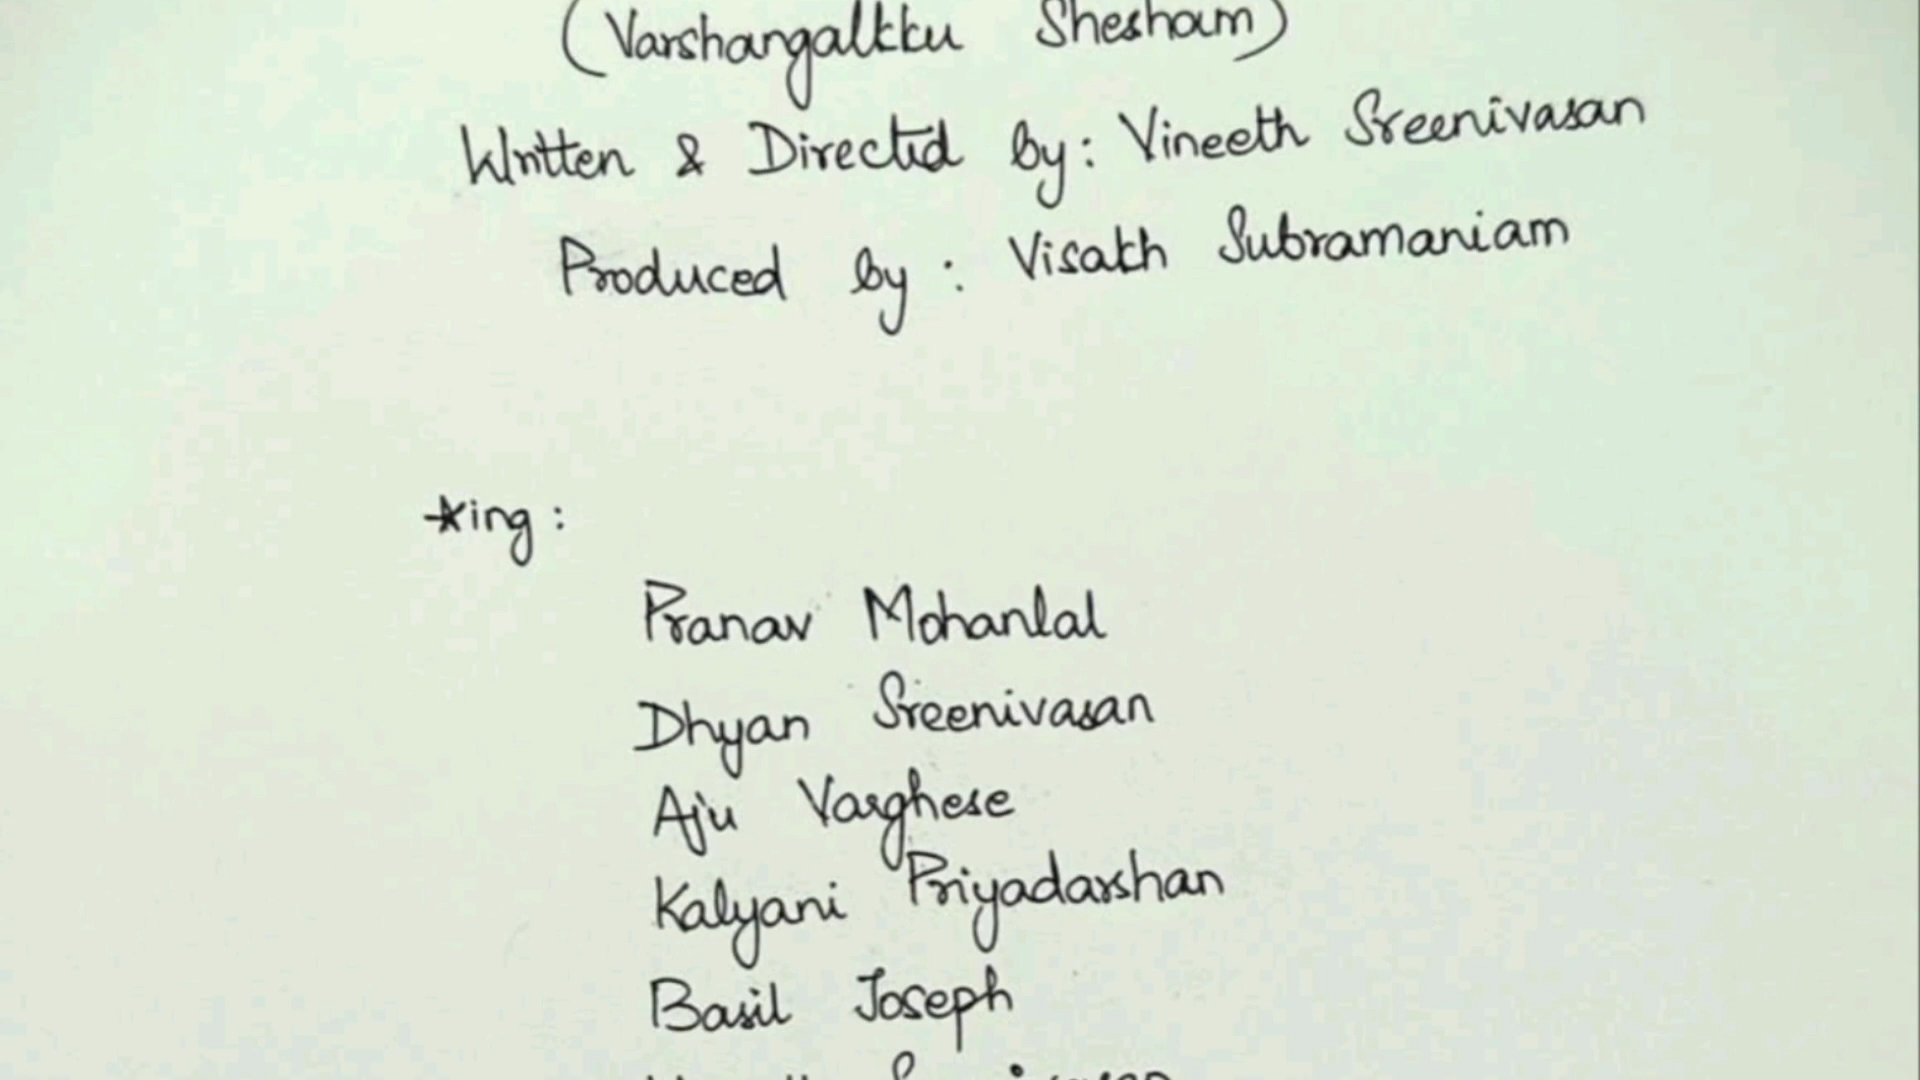 (Varshangalkku Shesham)
Written & Directed by: Vineeth Sreenivasan
Produced by : Visakh Subramaniam
*ing :
Pranav Mohanlal
Dhyan Sreenivasan
Aju Varghese
Kalyani Priyadarshan
Basil Joseph